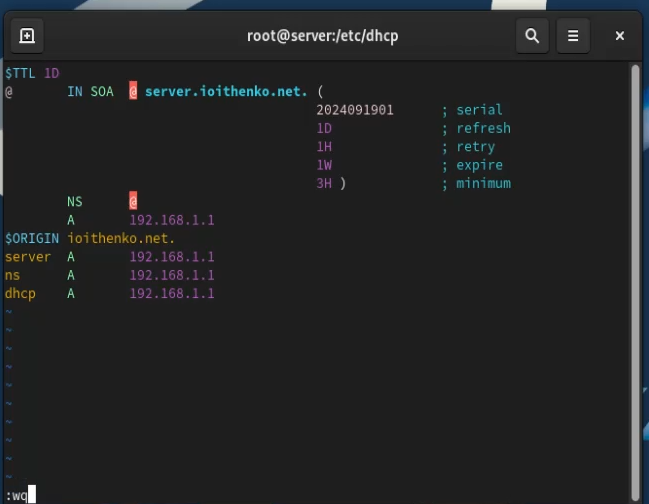 root@server:/etc/dhcp
$TTL 1D
@ IN SOA @ server.ioithenko.net. (
2024091901 ; serial
1D ; refresh
1H ; retry
1W ; expire
3H ) ; minimum
NS @
A 192.168.1.1
$ORIGIN ioithenko.net.
server A 192.168.1.1
ns A 192.168.1.1
dhcp A 192.168.1.1
~
~
~
~
~
~
~
~
~
~
:wq